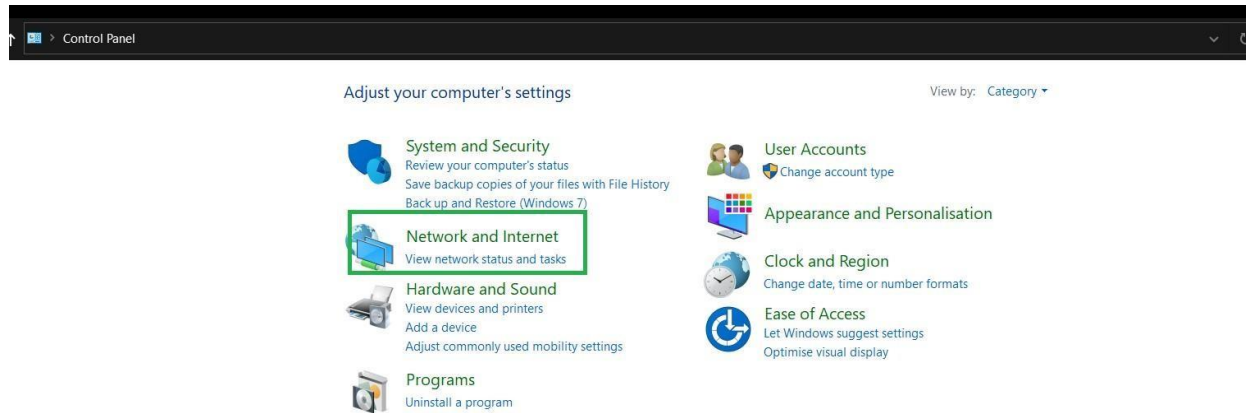 Control Panel
Adjust your computer's settings
View by: Category
System and Security
Review your computer's status
Save backup copies of your files with File History
Back up and Restore (Windows 7)
Network and Internet
View network status and tasks
Hardware and Sound
View devices and printers
Add a device
Adjust commonly used mobility settings
Programs
Uninstall a program
User Accounts
Change account type
Appearance and Personalisation
Clock and Region
Change date, time or number formats
Ease of Access
Let Windows suggest settings
Optimise visual display